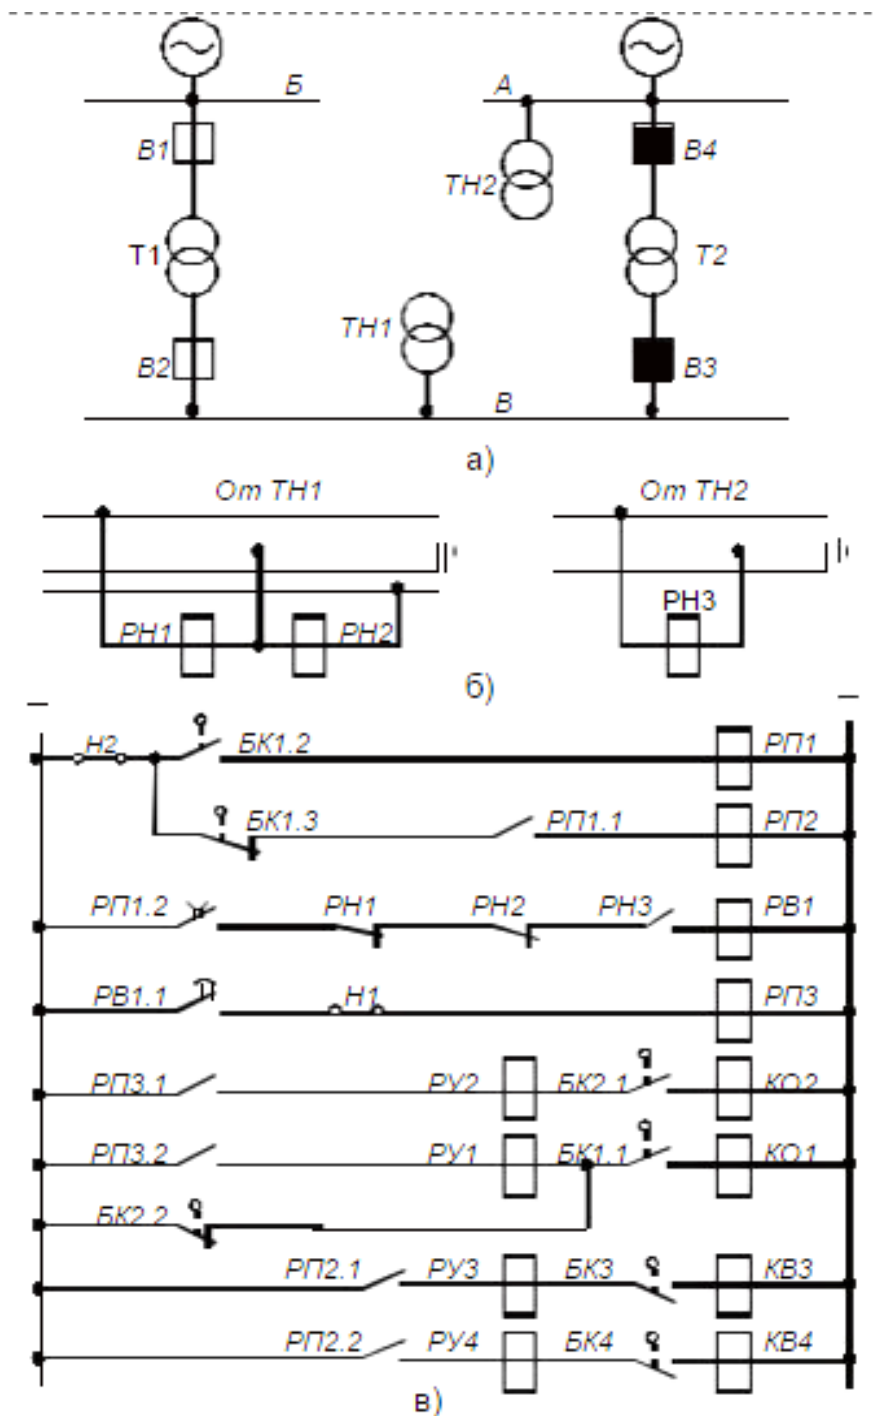 Б А
В1 В4
ТН2
Т1 Т2
ТН1
В2 В3
В
а)
От ТН1 От ТН2
РН3
РН1 РН2
б)
Н2 БК1.2 РП1
БК1.3 РП1.1 РП2
РП1.2 РН1 РН2 РН3 РВ1
РВ1.1 Н1 РП3
РП3.1 РУ2 БК2.1 КО2
РП3.2 РУ1 БК1.1 КО1
БК2.2
РП2.1 РУ3 БК3 КВ3
РП2.2 РУ4 БК4 КВ4
в)